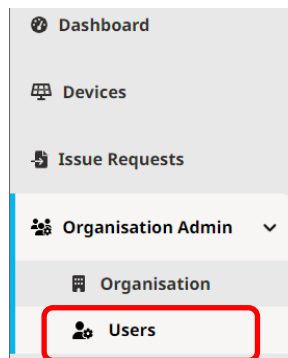 Dashboard
Devices
Issue Requests
Organisation Admin
Organisation
Users